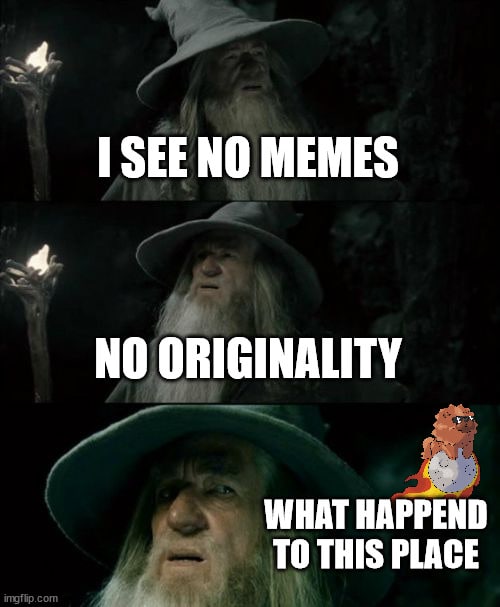 I SEE NO MEMES
NO ORIGINALITY
WHAT HAPPEND
TO THIS PLACE
imgflip.com